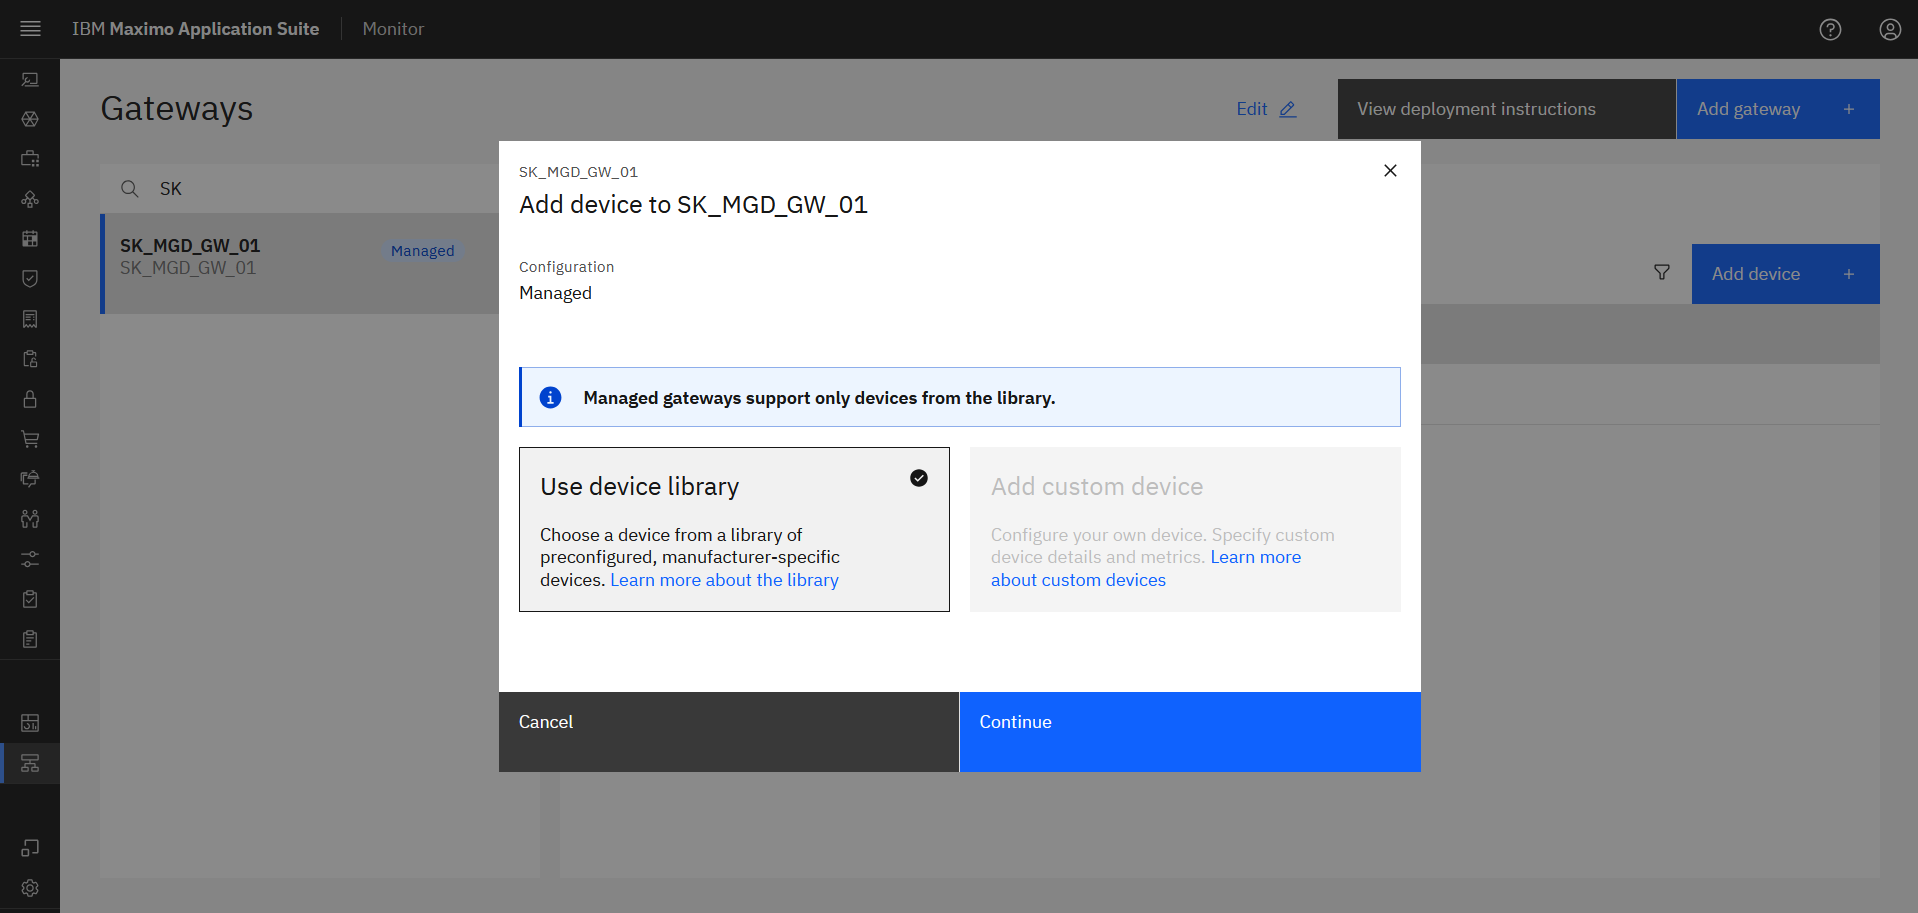 IBM Maximo Application Suite
Monitor
Gateways
Edit
View deployment instructions
Add gateway
SK
SK_MGD_GW_01
SK_MGD_GW_01
Managed
Add device
SK_MGD_GW_01
Add device to SK_MGD_GW_01
Configuration
Managed
Managed gateways support only devices from the library.
Use device library
Choose a device from a library of
preconfigured, manufacturer-specific
devices. Learn more about the library
Add custom device
Configure your own device. Specify custom
device details and metrics. Learn more
about custom devices
Cancel
Continue